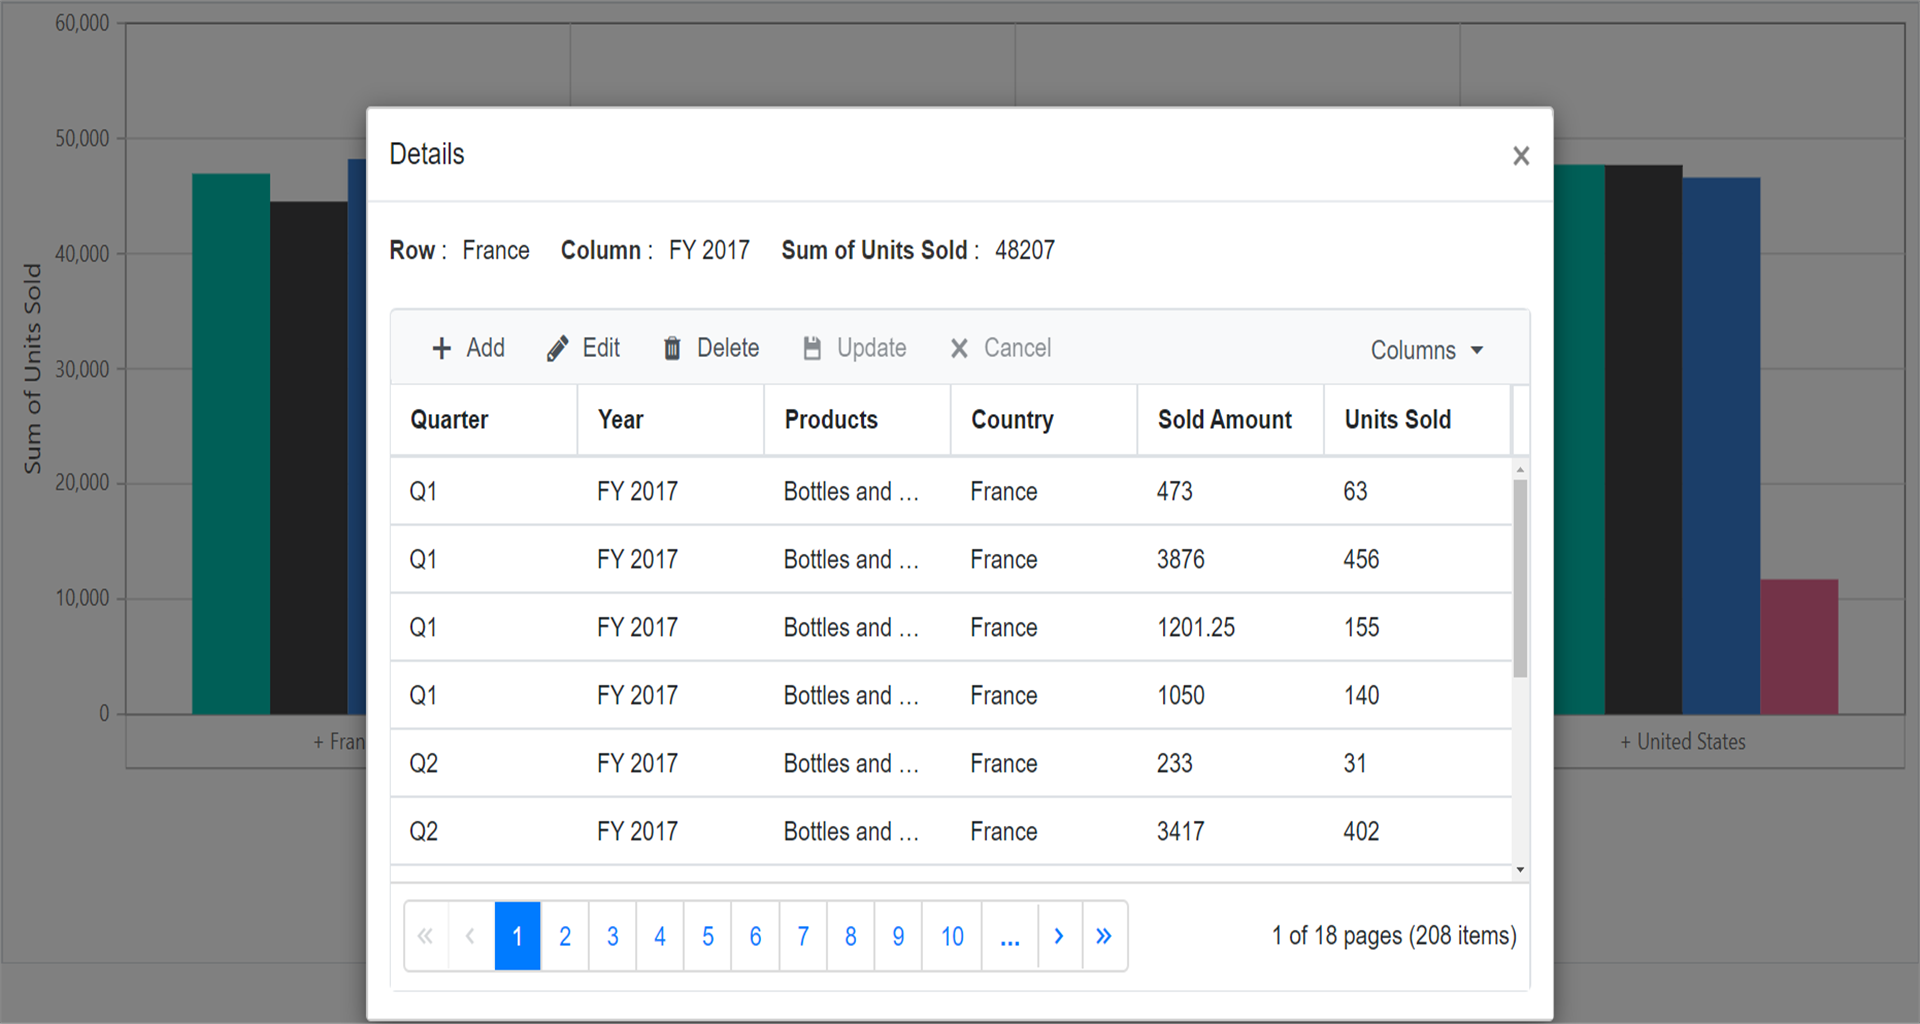 60,000
50,000
40,000
30,000
20,000
10,000
0
Sum of Units Sold
+ Fran
+ United States
Details
Row : France Column : FY 2017 Sum of Units Sold : 48207
Add Edit Delete Update Cancel Columns
Quarter Year Products Country Sold Amount Units Sold
Q1 FY 2017 Bottles and ... France 473 63
Q1 FY 2017 Bottles and ... France 3876 456
Q1 FY 2017 Bottles and ... France 1201.25 155
Q1 FY 2017 Bottles and ... France 1050 140
Q2 FY 2017 Bottles and ... France 233 31
Q2 FY 2017 Bottles and ... France 3417 402
« ‹ 1 2 3 4 5 6 7 8 9 10 ... › » 1 of 18 pages (208 items)